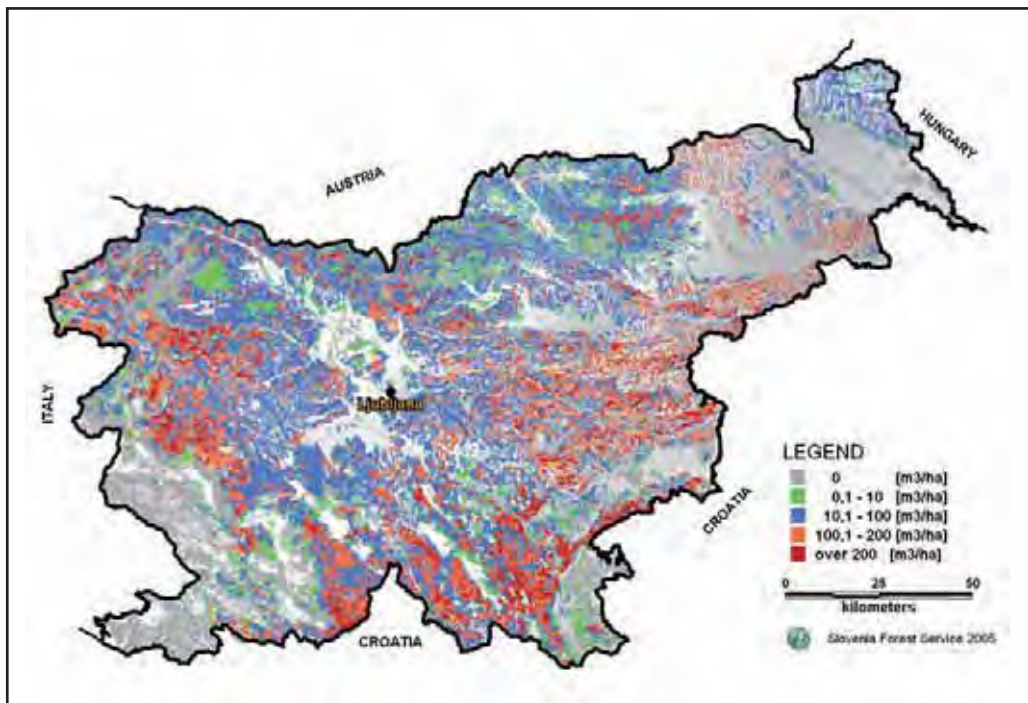 HUNGARY
AUSTRIA
ITALY
Ljubljana
LEGEND
0 [m3/ha]
0,1 - 10 [m3/ha]
10,1 - 100 [m3/ha]
100,1 - 200 [m3/ha]
over 200 [m3/ha]
CROATIA
0 25 50
kilometers
CROATIA
Slovenia Forest Service 2005